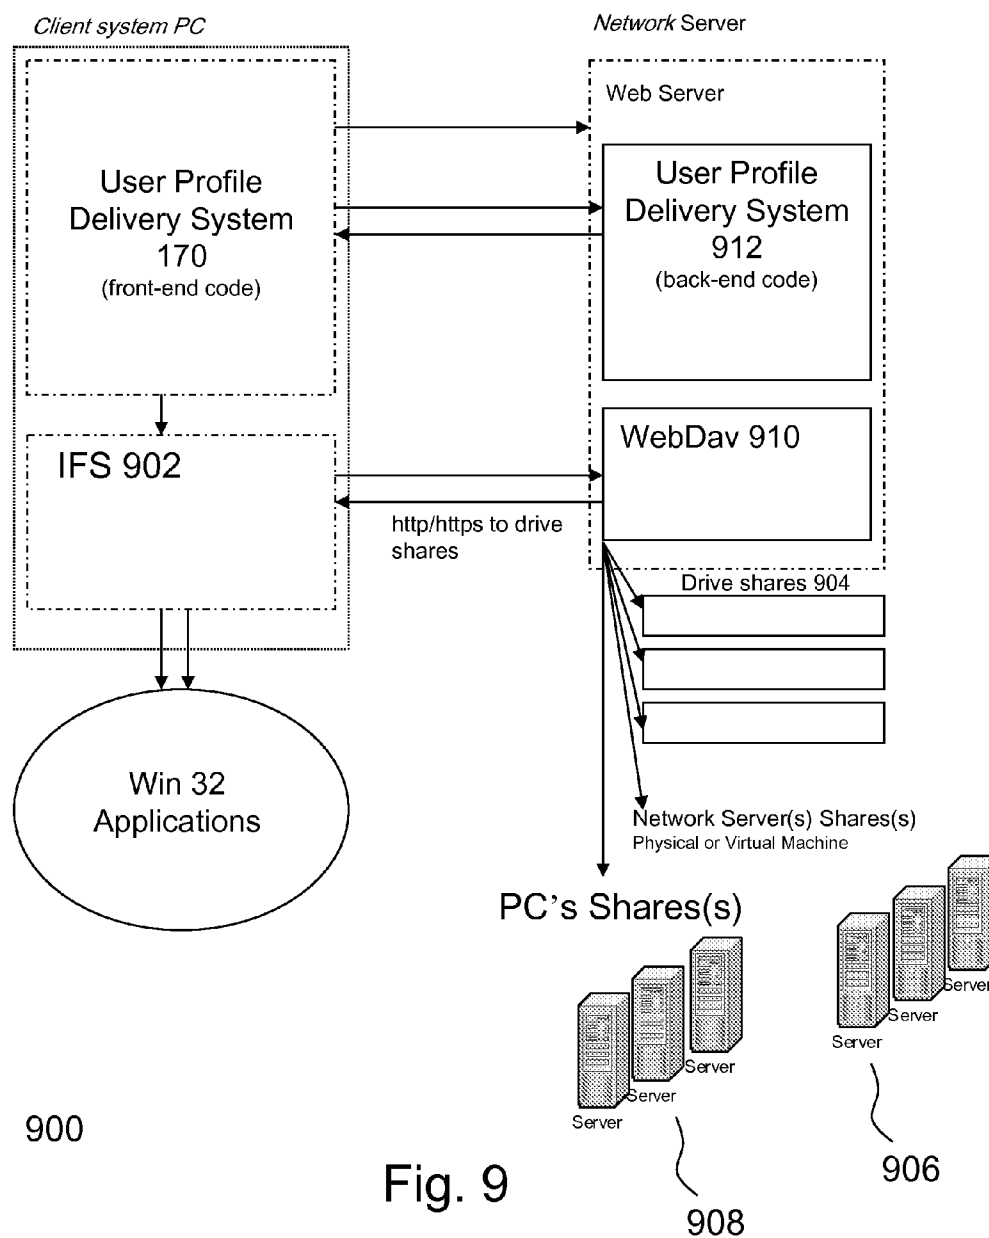 Client system PC
Network Server
Web Server
User Profile
Delivery System
170
(front-end code)
User Profile
Delivery System
912
(back-end code)
IFS 902
WebDav 910
http/https to drive
shares
Drive shares 904
Win 32
Applications
Network Server(s) Shares(s)
Physical or Virtual Machine
PC's Shares(s)
Server
Server
Server
Server
Server
Server
900
Fig. 9
906
908